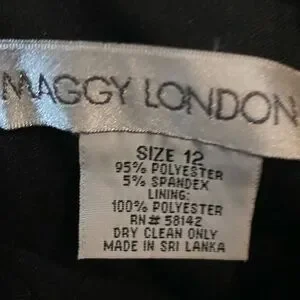 MAGGY LONDON
SIZE 12
95% POLYESTER
5% SPANDEX
LINING:
100% POLYESTER
RN# 58142
DRY CLEAN ONLY
MADE IN SRI LANKA